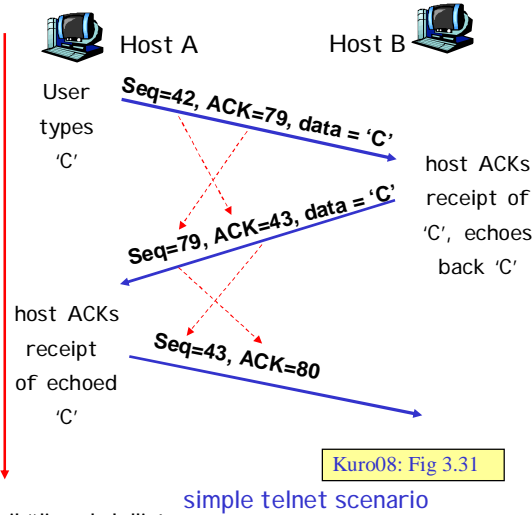 Host A
Host B
User
types
‘C’
Seq=42, ACK=79, data = ‘C’
host ACKs
receipt of
‘C’, echoes
back ‘C’
Seq=79, ACK=43, data = ‘C’
host ACKs
receipt
of echoed
‘C’
Seq=43, ACK=80
Kuro08: Fig 3.31
simple telnet scenario